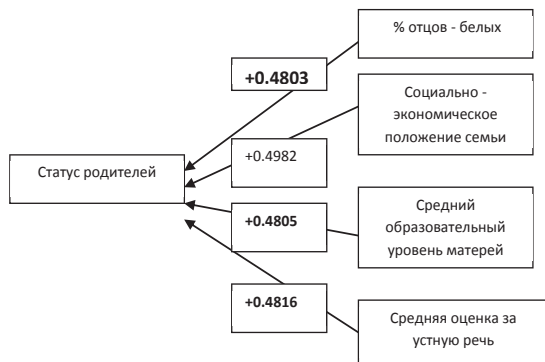 % отцов - белых
+0.4803
Социально -
экономическое
положение семьи
+0.4982
Статус родителей
+0.4805
Средний
образовательный
уровень матерей
+0.4816
Средняя оценка за
устную речь